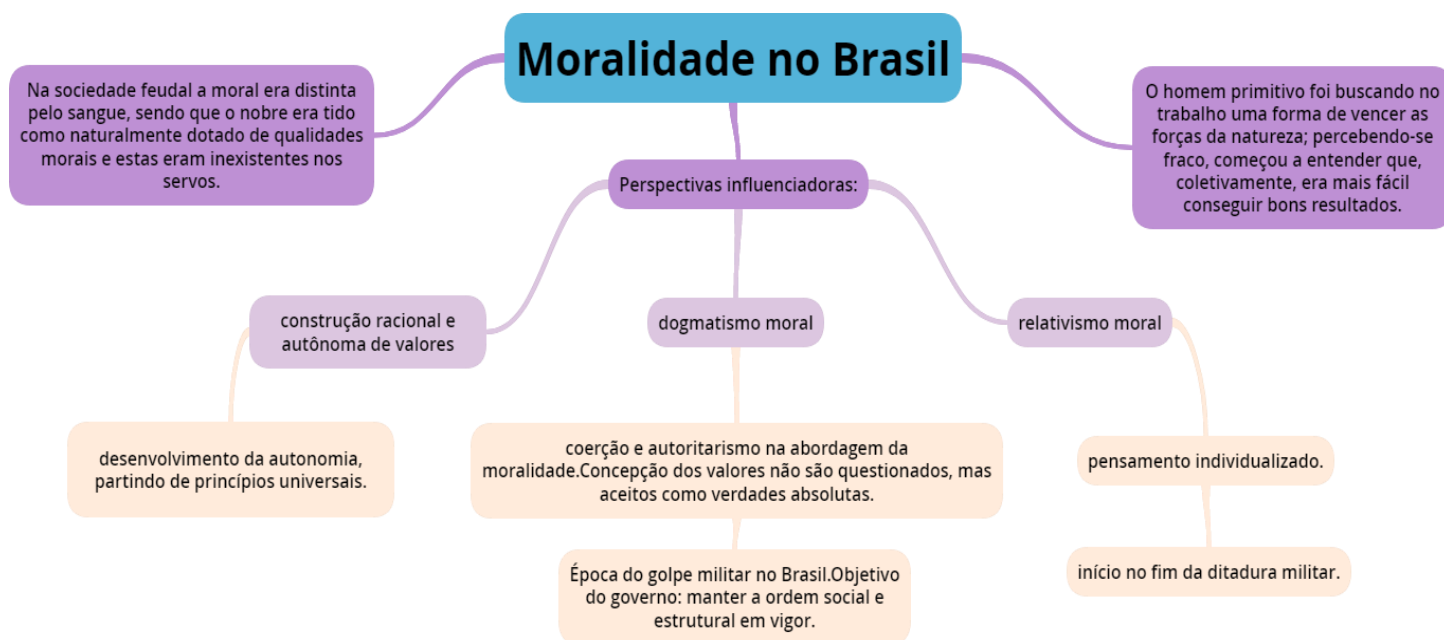 Moralidade no Brasil
Na sociedade feudal a moral era distinta
pelo sangue, sendo que o nobre era tido
como naturalmente dotado de qualidades
morais e estas eram inexistentes nos
servos.
O homem primitivo foi buscando no
trabalho uma forma de vencer as
forças da natureza; percebendo-se
fraco, começou a entender que,
coletivamente, era mais fácil
conseguir bons resultados.
Perspectivas influenciadoras:
construção racional e
autônoma de valores
dogmatismo moral
relativismo moral
desenvolvimento da autonomia,
partindo de princípios universais.
coerção e autoritarismo na abordagem da
moralidade.Concepção dos valores não são questionados, mas
aceitos como verdades absolutas.
pensamento individualizado.
Época do golpe militar no Brasil.Objetivo
do governo: manter a ordem social e
estrutural em vigor.
início no fim da ditadura militar.